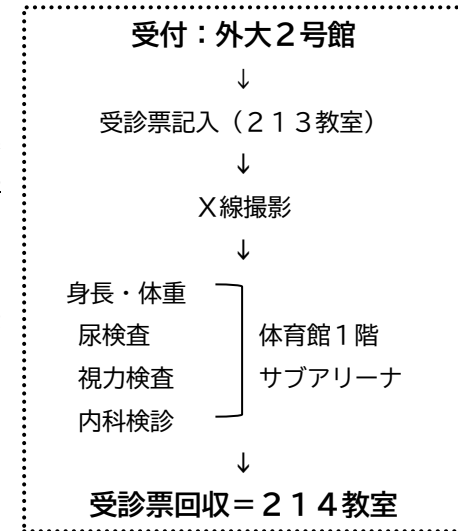 受付：外大２号館
↓
受診票記入（２１３教室）
↓
Ｘ線撮影
↓
身長・体重
尿検査
視力検査
内科検診
体育館１階
サブアリーナ
↓
受診票回収＝２１４教室